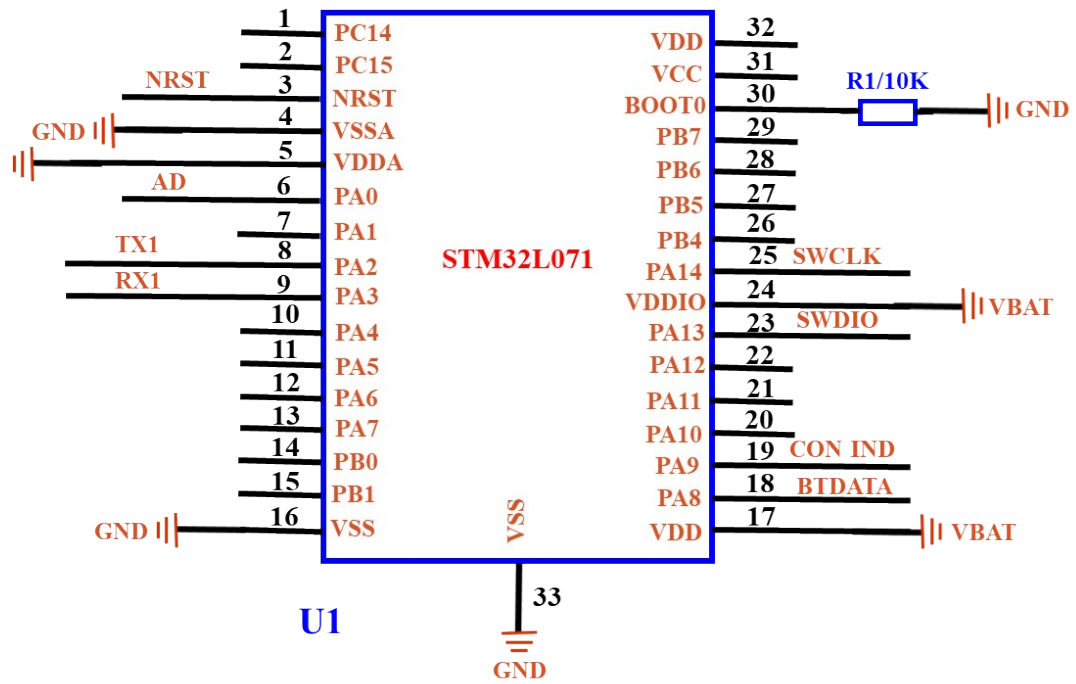 1 PC14
2 PC15
NRST 3 NRST
GND 4 VSSA
5 VDDA
AD 6 PA0
7 PA1
TX1 8 PA2
RX1 9 PA3
10 PA4
11 PA5
12 PA6
13 PA7
14 PB0
15 PB1
GND 16 VSS
STM32L071
VDD 32
VCC 31
BOOT0 30 R1/10K GND
PB7 29
PB6 28
PB5 27
PB4 26
PA14 25 SWCLK
VDDIO 24 VBAT
PA13 23 SWDIO
PA12 22
PA11 21
PA10 20
PA9 19 CON IND
PA8 18 BTDATA
VDD 17 VBAT
VSS
33
U1
GND